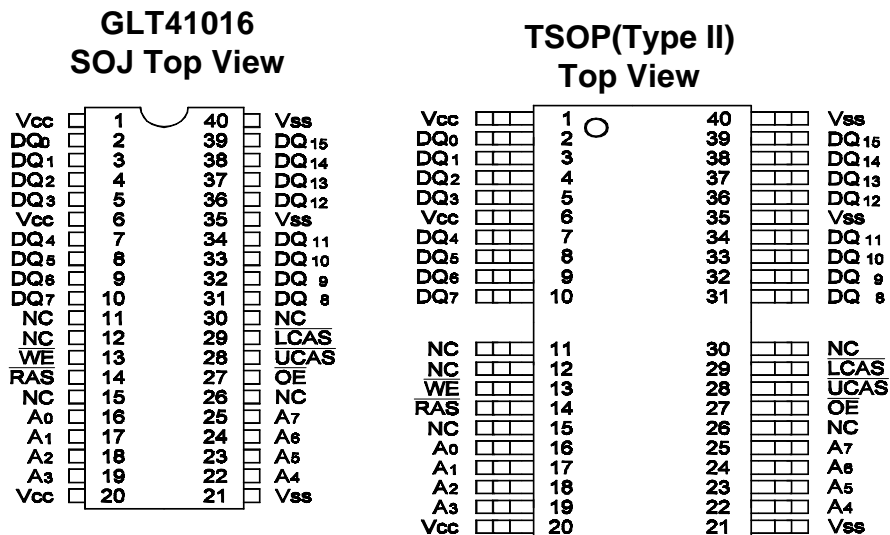 GLT41016
SOJ Top View
Vcc 1 40 Vss
DQ0 2 39 DQ15
DQ1 3 38 DQ14
DQ2 4 37 DQ13
DQ3 5 36 DQ12
Vcc 6 35 Vss
DQ4 7 34 DQ11
DQ5 8 33 DQ10
DQ6 9 32 DQ 9
DQ7 10 31 DQ 8
NC 11 30 NC
NC 12 29 LCAS
WE 13 28 UCAS
RAS 14 27 OE
NC 15 26 NC
A0 16 25 A7
A1 17 24 A6
A2 18 23 A5
A3 19 22 A4
Vcc 20 21 Vss
TSOP(Type II)
Top View
Vcc 1 40 Vss
DQ0 2 39 DQ15
DQ1 3 38 DQ14
DQ2 4 37 DQ13
DQ3 5 36 DQ12
Vcc 6 35 Vss
DQ4 7 34 DQ11
DQ5 8 33 DQ10
DQ6 9 32 DQ 9
DQ7 10 31 DQ 8
NC 11 30 NC
NC 12 29 LCAS
WE 13 28 UCAS
RAS 14 27 OE
NC 15 26 NC
A0 16 25 A7
A1 17 24 A6
A2 18 23 A5
A3 19 22 A4
Vcc 20 21 Vss